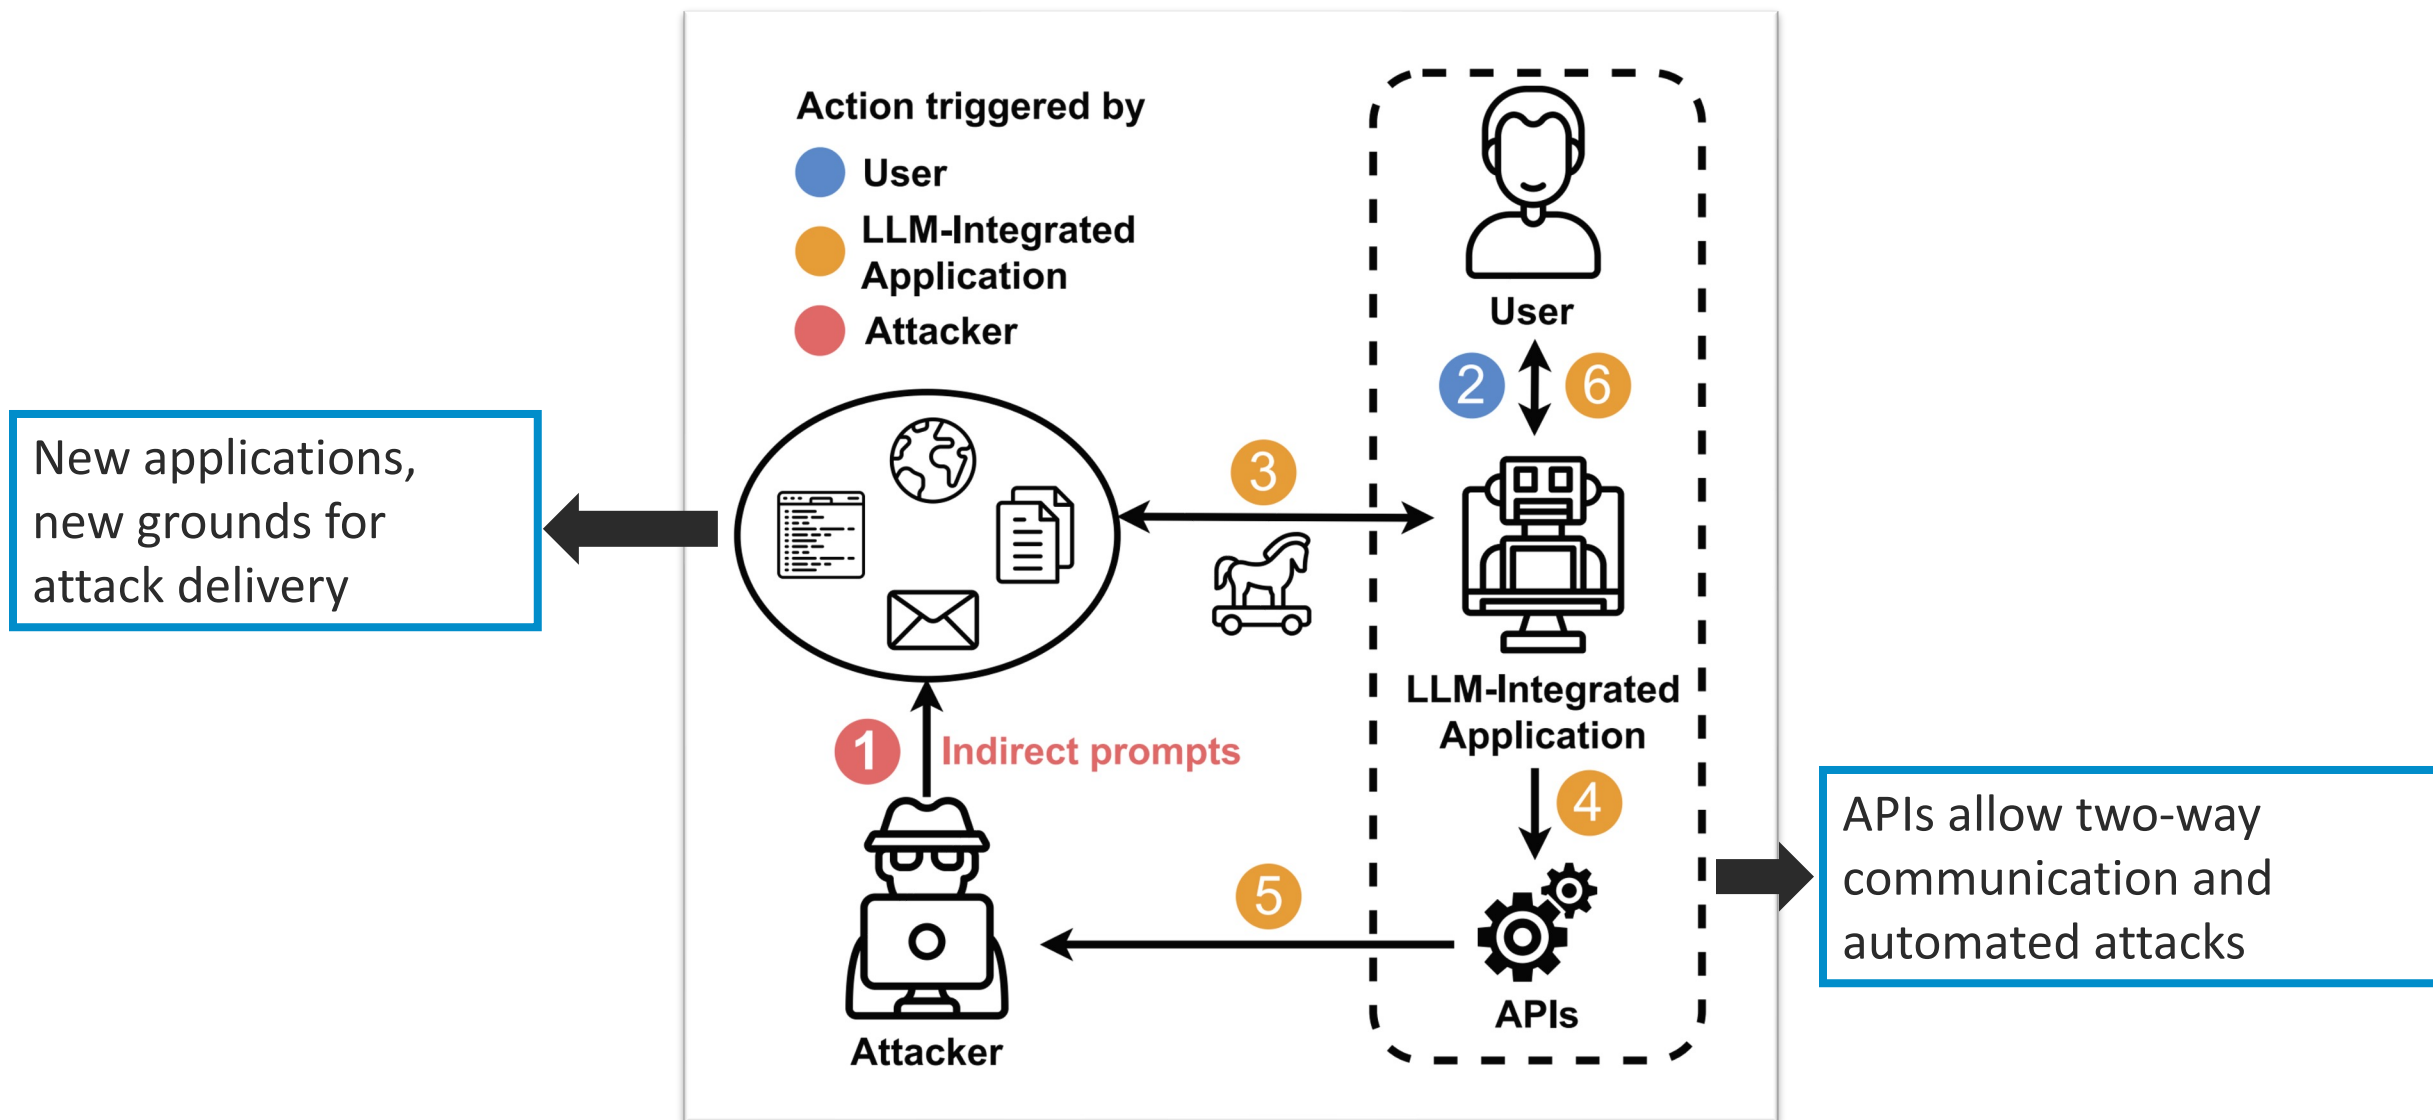 Action triggered by
User
LLM-Integrated
Application
Attacker
User
2
6
New applications,
new grounds for
attack delivery
3
LLM-Integrated
Application
1
Indirect prompts
4
APIs allow two-way
communication and
automated attacks
5
APIs
Attacker